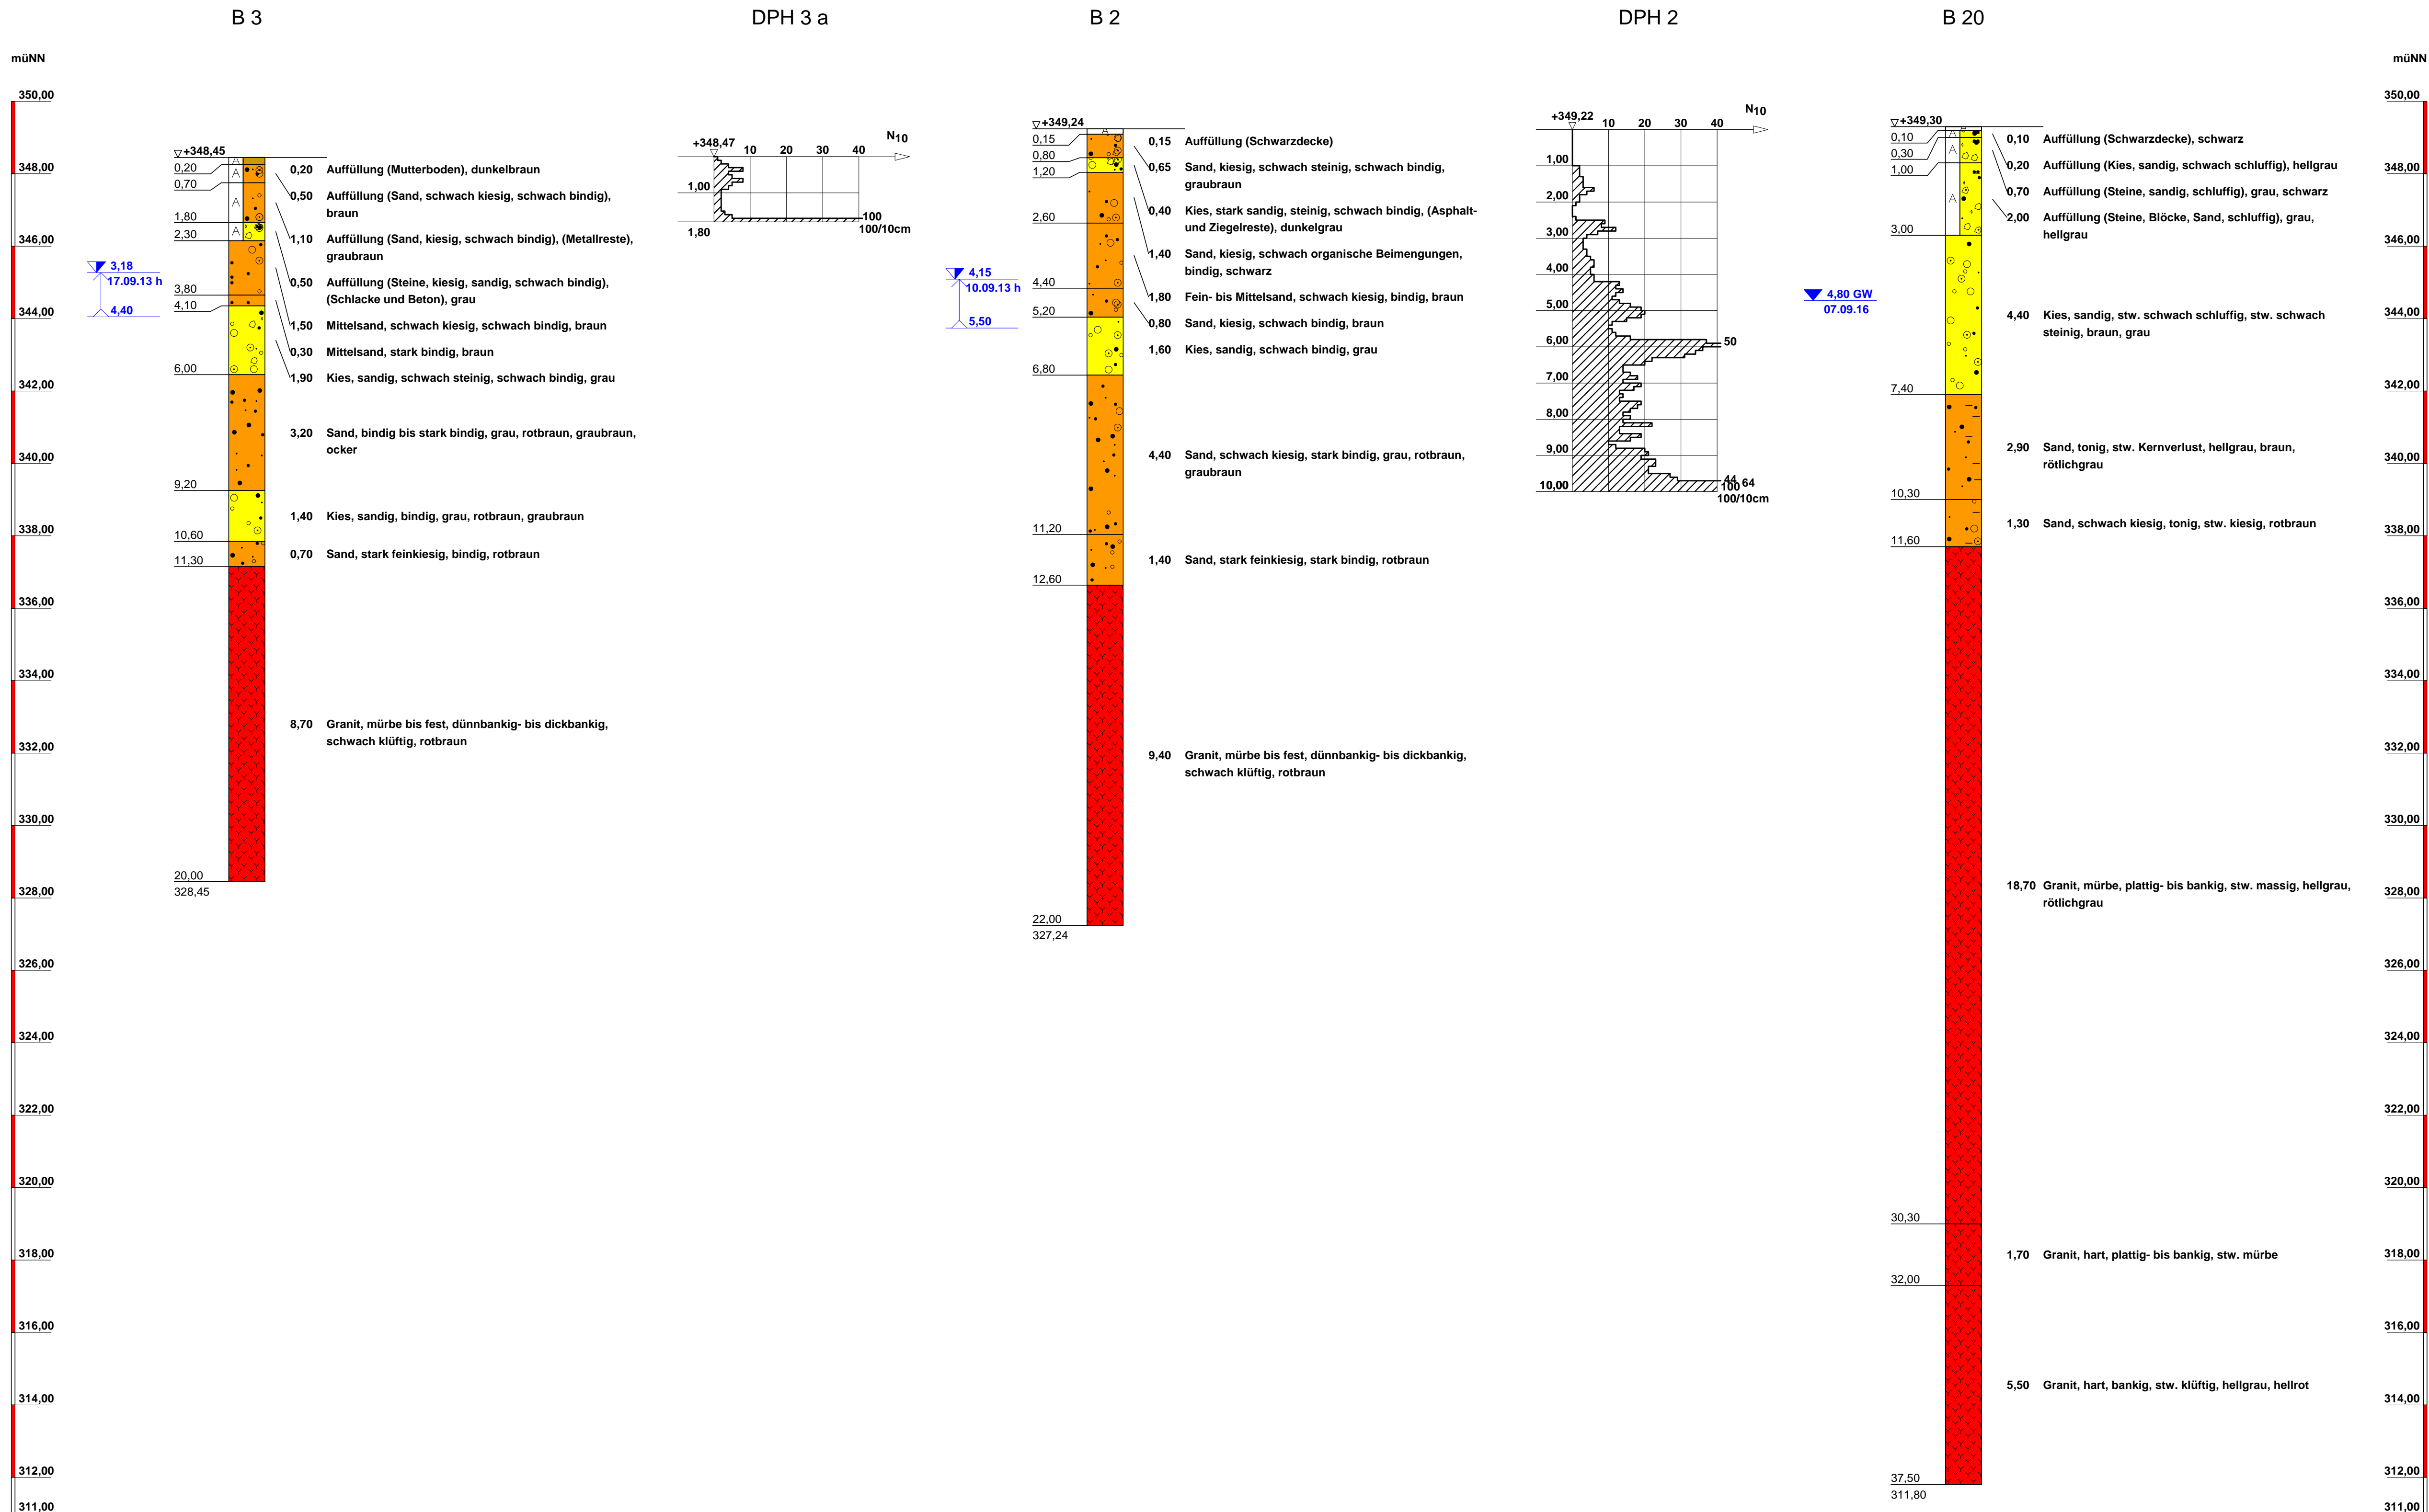 B 3
DPH 3 a
B 2
DPH 2
B 20
müNN
350,00
348,00
346,00
344,00
342,00
340,00
338,00
336,00
334,00
332,00
330,00
328,00
326,00
324,00
322,00
320,00
318,00
316,00
314,00
312,00
311,00
3,18
17.09.13 h
4,40
+348,45
0,20
0,70
1,80
2,30
3,80
4,10
6,00
9,20
10,60
11,30
20,00
328,45
A
A
A
A
0,20 Auffüllung (Mutterboden), dunkelbraun
0,50 Auffüllung (Sand, schwach kiesig, schwach bindig),
braun
1,10 Auffüllung (Sand, kiesig, schwach bindig), (Metallreste),
graubraun
0,50 Auffüllung (Steine, kiesig, sandig, schwach bindig),
(Schlacke und Beton), grau
1,50 Mittelsand, schwach kiesig, schwach bindig, braun
0,30 Mittelsand, stark bindig, braun
1,90 Kies, sandig, schwach steinig, schwach bindig, grau
3,20 Sand, bindig bis stark bindig, grau, rotbraun, graubraun,
ocker
1,40 Kies, sandig, bindig, grau, rotbraun, graubraun
0,70 Sand, stark feinkiesig, bindig, rotbraun
8,70 Granit, mürbe bis fest, dünnbankig- bis dickbankig,
schwach klüftig, rotbraun
N10
+348,47 10 20 30 40
1,00
1,80
100
100/10cm
4,15
10.09.13 h
5,50
+349,24
0,15
0,80
1,20
2,60
4,40
5,20
6,80
11,20
12,60
22,00
327,24
A
0,15 Auffüllung (Schwarzdecke)
0,65 Sand, kiesig, schwach steinig, schwach bindig,
graubraun
0,40 Kies, stark sandig, steinig, schwach bindig, (Asphalt-
und Ziegelreste), dunkelgrau
1,40 Sand, kiesig, schwach organische Beimengungen,
bindig, schwarz
1,80 Fein- bis Mittelsand, schwach kiesig, bindig, braun
0,80 Sand, kiesig, schwach bindig, braun
1,60 Kies, sandig, schwach bindig, grau
4,40 Sand, schwach kiesig, stark bindig, grau, rotbraun,
graubraun
1,40 Sand, stark feinkiesig, stark bindig, rotbraun
9,40 Granit, mürbe bis fest, dünnbankig- bis dickbankig,
schwach klüftig, rotbraun
N10
+349,22 10 20 30 40
1,00
2,00
3,00
4,00
5,00
6,00
7,00
8,00
9,00
10,00
50
44 64
100
100/10cm
4,80 GW
07.09.16
+349,30
0,10
0,30
1,00
3,00
7,40
10,30
11,60
30,30
32,00
37,50
311,80
A
A
A
0,10 Auffüllung (Schwarzdecke), schwarz
0,20 Auffüllung (Kies, sandig, schwach schluffig), hellgrau
0,70 Auffüllung (Steine, sandig, schluffig), grau, schwarz
2,00 Auffüllung (Steine, Blöcke, Sand, schluffig), grau,
hellgrau
4,40 Kies, sandig, stw. schwach schluffig, stw. schwach
steinig, braun, grau
2,90 Sand, tonig, stw. Kernverlust, hellgrau, braun,
rötlichgrau
1,30 Sand, schwach kiesig, tonig, stw. kiesig, rotbraun
18,70 Granit, mürbe, plattig- bis bankig, stw. massig, hellgrau,
rötlichgrau
1,70 Granit, hart, plattig- bis bankig, stw. mürbe
5,50 Granit, hart, bankig, stw. klüftig, hellgrau, hellrot
müNN
350,00
348,00
346,00
344,00
342,00
340,00
338,00
336,00
334,00
332,00
330,00
328,00
326,00
324,00
322,00
320,00
318,00
316,00
314,00
312,00
311,00